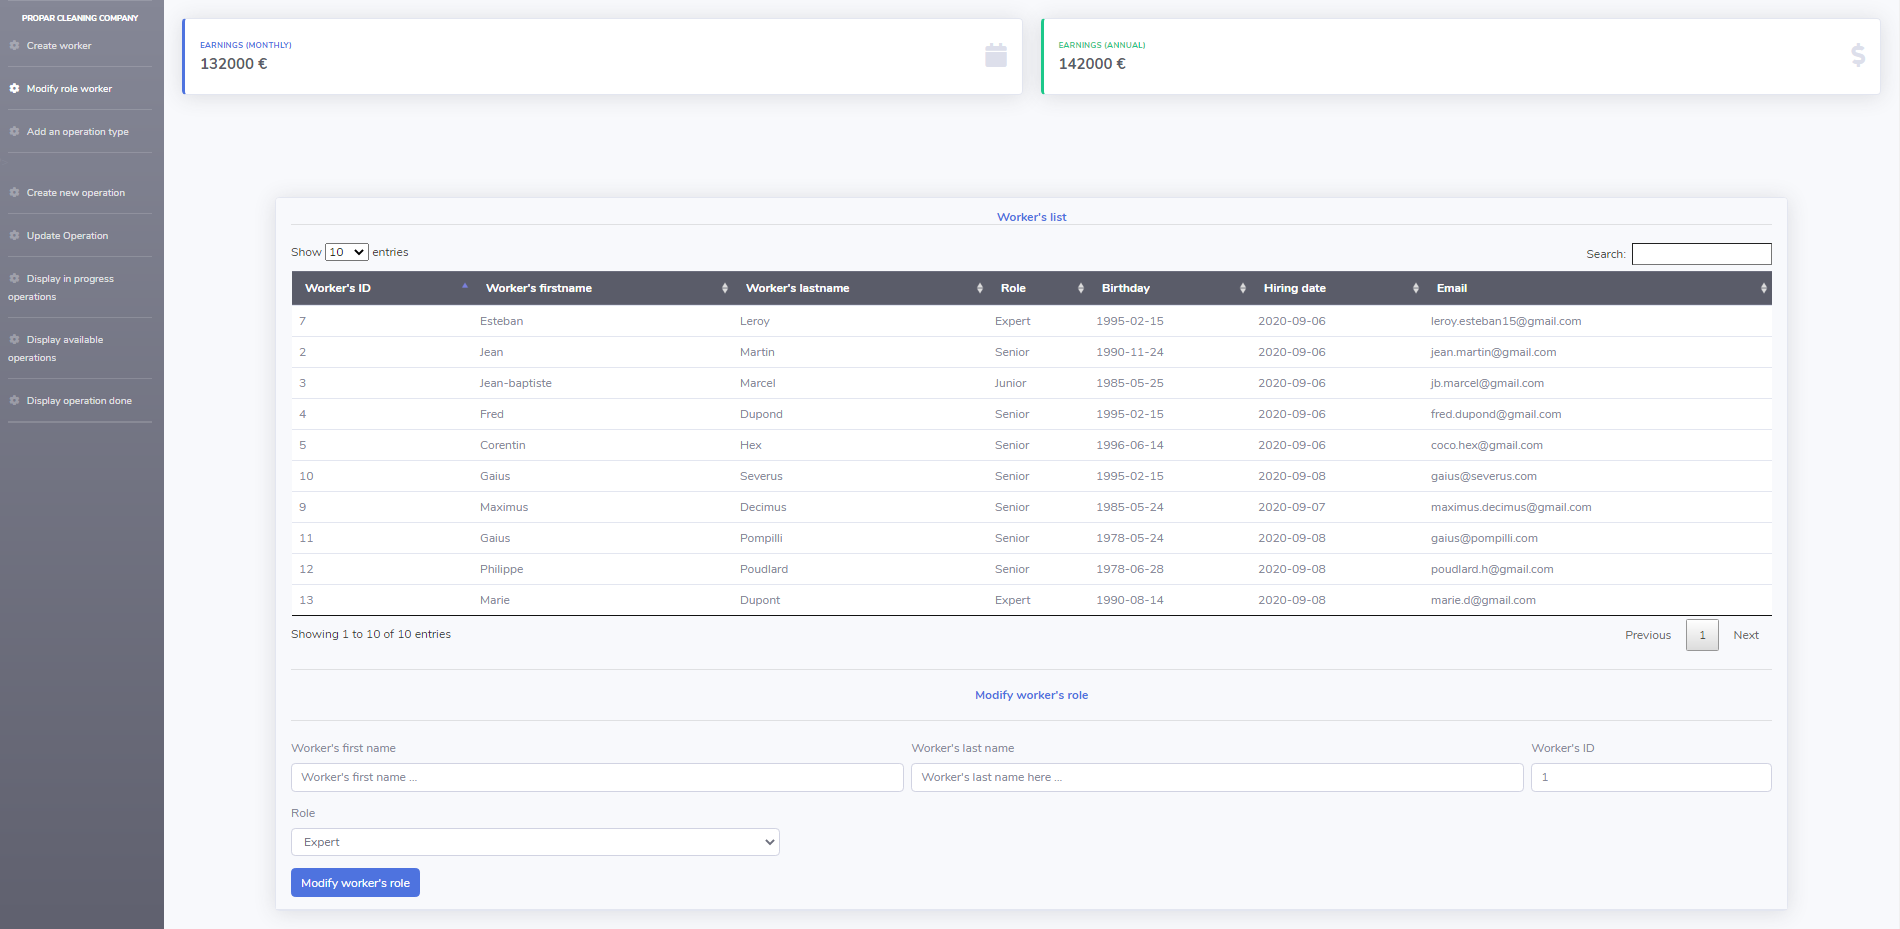 PROPAR CLEANING COMPANY
Create worker
Modify role worker
Add an operation type
Create new operation
Update Operation
Display in progress
operations
Display available
operations
Display operation done
EARNINGS (MONTHLY)
132000 €
EARNINGS (ANNUAL)
142000 €
Worker's list
Show 10 entries
Search:
Worker's ID Worker's firstname Worker's lastname Role Birthday Hiring date Email
7 Esteban Leroy Expert 1995-02-15 2020-09-06 leroy.esteban15@gmail.com
2 Jean Martin Senior 1990-11-24 2020-09-06 jean.martin@gmail.com
3 Jean-baptiste Marcel Junior 1985-05-25 2020-09-06 jb.marcel@gmail.com
4 Fred Dupond Senior 1995-02-15 2020-09-06 fred.dupond@gmail.com
5 Corentin Hex Senior 1996-06-14 2020-09-06 coco.hex@gmail.com
10 Gaius Severus Senior 1995-02-15 2020-09-08 gaius@severus.com
9 Maximus Decimus Senior 1985-05-24 2020-09-07 maximus.decimus@gmail.com
11 Gaius Pompilli Senior 1978-05-24 2020-09-08 gaius@pompilli.com
12 Philippe Poudlard Senior 1978-06-28 2020-09-08 poudlard.h@gmail.com
13 Marie Dupont Expert 1990-08-14 2020-09-08 marie.d@gmail.com
Showing 1 to 10 of 10 entries
Previous 1 Next
Modify worker's role
Worker's first name Worker's last name Worker's ID
Worker's first name ... Worker's last name here ... 1
Role
Expert
Modify worker's role